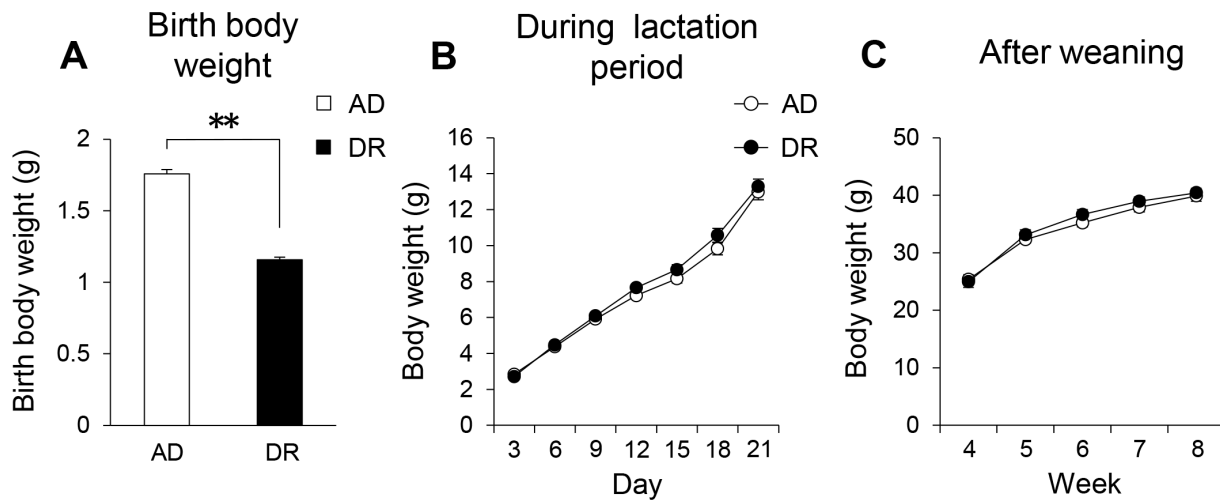 A
Birth body
weight
AD
DR
**
Birth body weight (g)
2
1.5
1
0.5
0
AD
DR
B
During lactation
period
AD
DR
Body weight (g)
16
14
12
10
8
6
4
2
0
3 6 9 12 15 18 21
Day
C
After weaning
Body weight (g)
50
40
30
20
10
0
4 5 6 7 8
Week